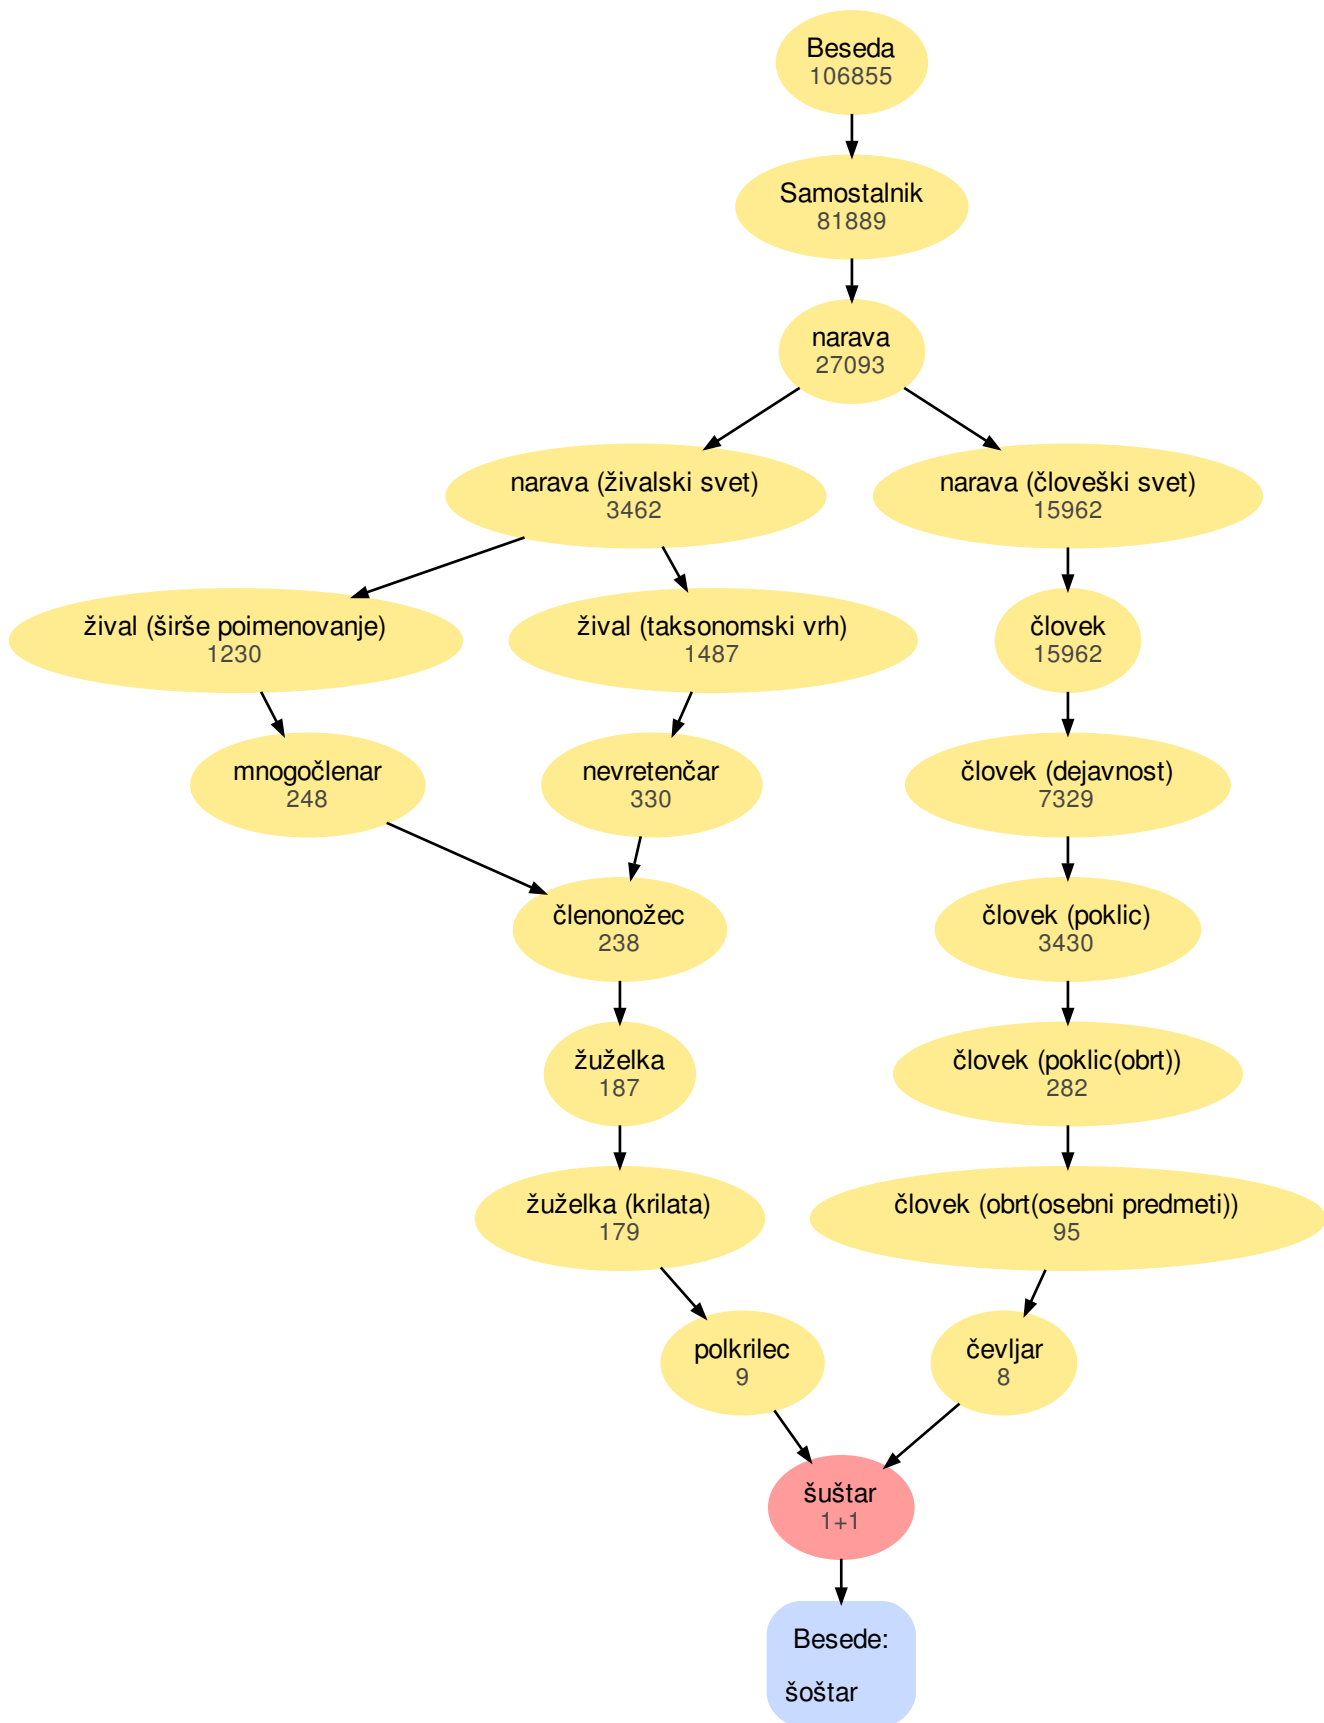 Beseda
106855
Samostalnik
81889
narava
27093
narava (živalski svet)
3462
narava (človeški svet)
15962
žival (širše poimenovanje)
1230
žival (taksonomski vrh)
1487
človek
15962
mnogočlenar
248
nevretenčar
330
človek (dejavnost)
7329
členonožec
238
človek (poklic)
3430
žuželka
187
človek (poklic(obrt))
282
žuželka (krilata)
179
človek (obrt(osebni predmeti))
95
polkrilec
9
čevljar
8
šuštar
1+1
Besede:
šoštar